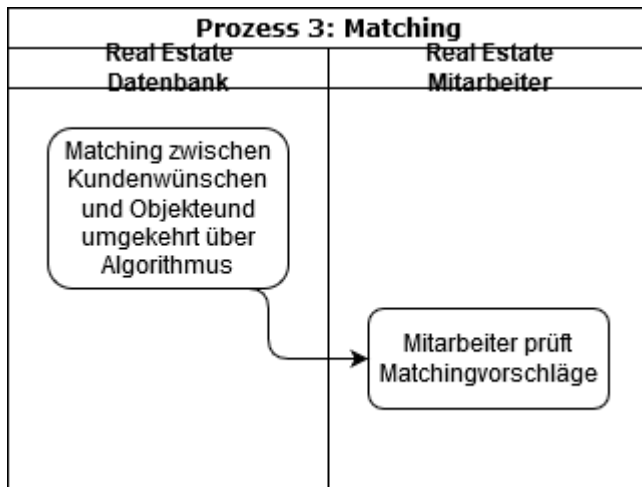 Prozess 3: Matching
Real Estate
Datenbank
Real Estate
Mitarbeiter
Matching zwischen
Kundenwünschen
und Objekteund
umgekehrt über
Algorithmus
Mitarbeiter prüft
Matchingvorschläge